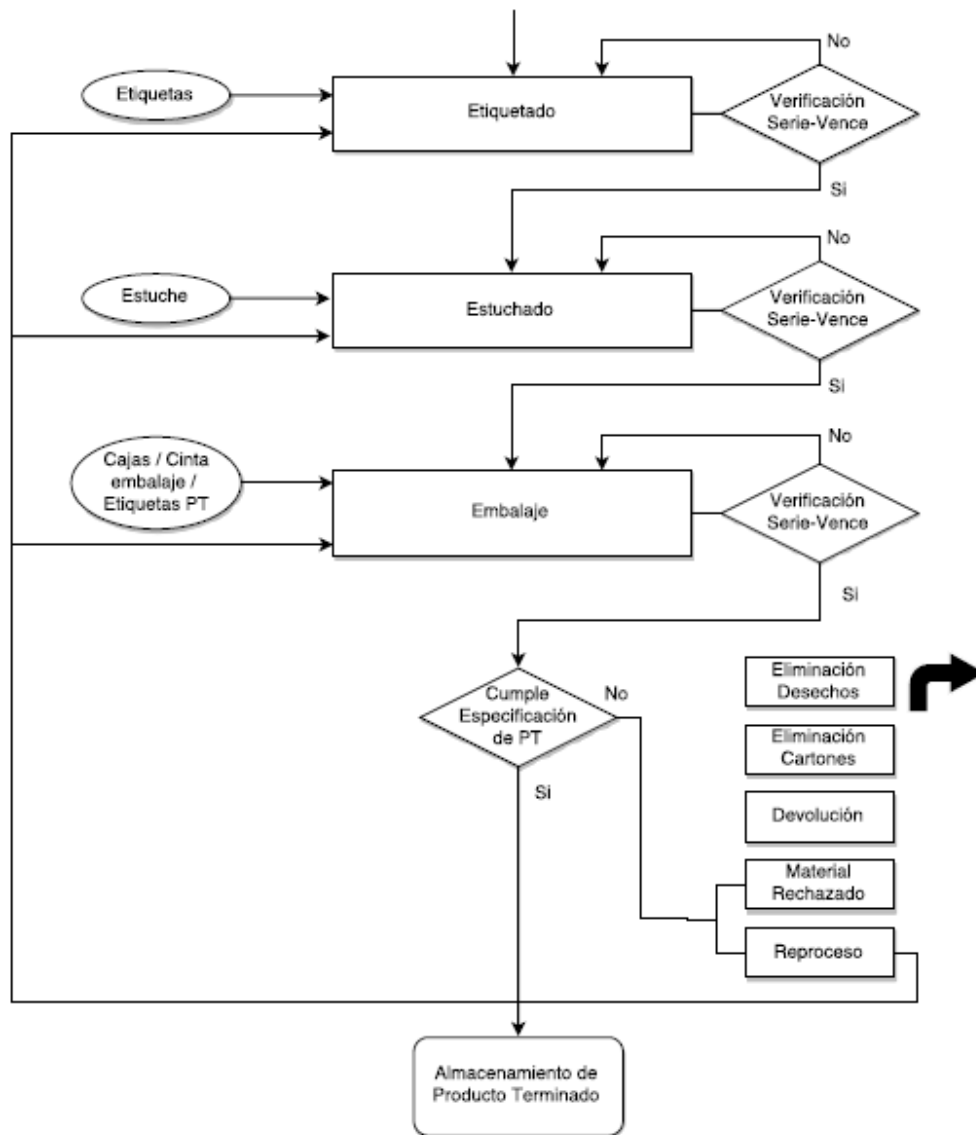 No
Etiquetas
Etiquetado
Verificación
Serie-Vence
Si
No
Estuche
Estuchado
Verificación
Serie-Vence
Si
No
Cajas / Cinta
embalaje /
Etiquetas PT
Embalaje
Verificación
Serie-Vence
Si
Cumple
Especificación
de PT
No
Si
Eliminación
Desechos
Eliminación
Cartones
Devolución
Material
Rechazado
Reproceso
Almacenamiento de
Producto Terminado